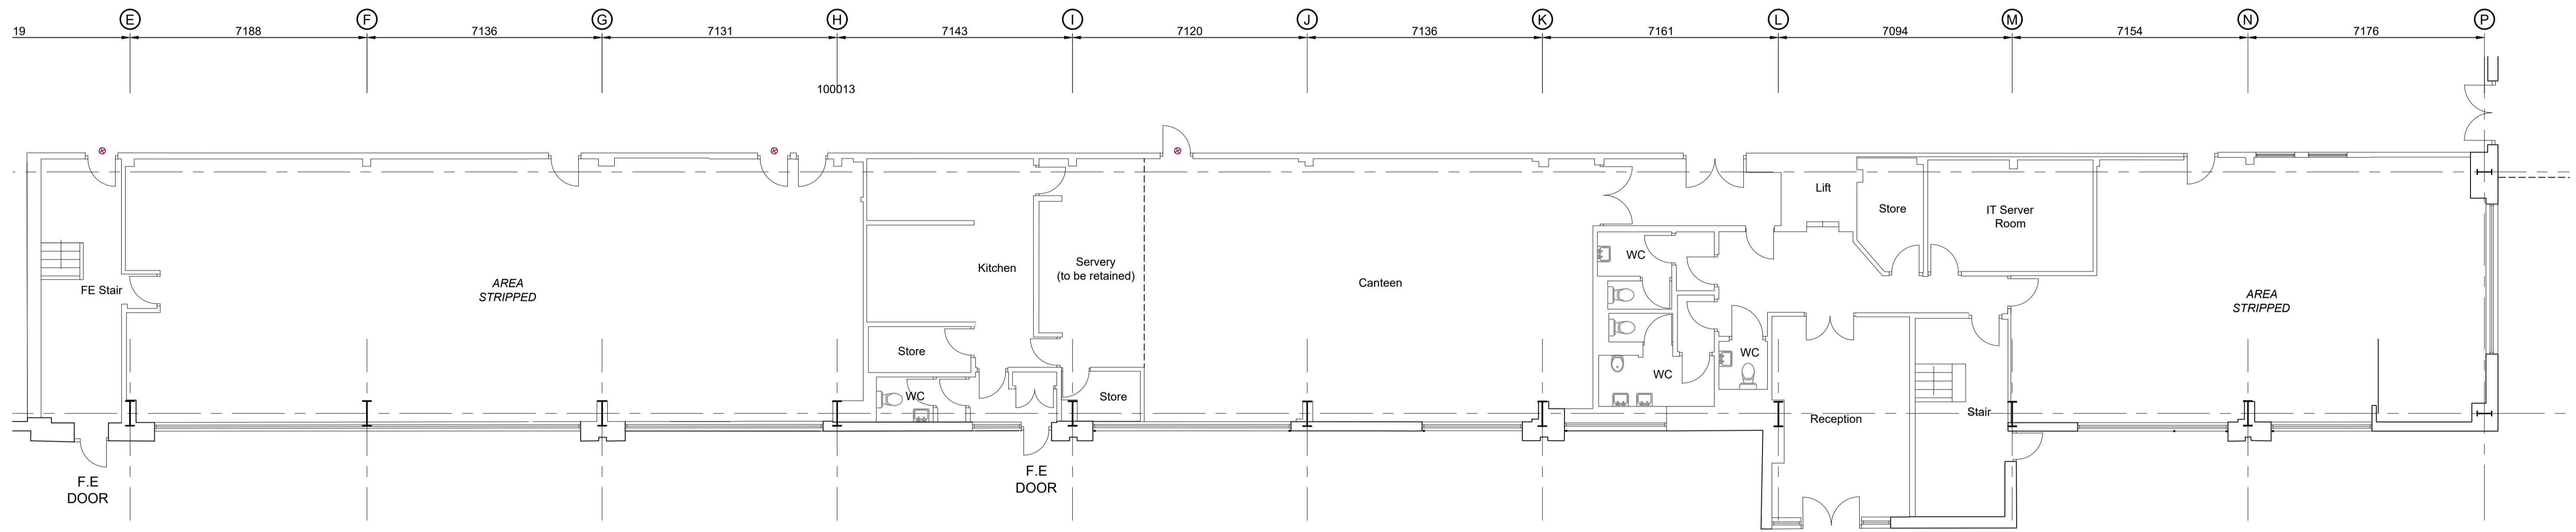 E F G H I J K L M N P
19 7188 7136 7131 7143 7120 7136 7161 7094 7154 7176
100013
Lift
Store
IT Server
Room
WC
Kitchen
Servery
(to be retained)
Canteen
FE Stair
AREA
STRIPPED
AREA
STRIPPED
Store
WC
WC
WC
Store
Stair
Reception
F.E
DOOR
F.E
DOOR